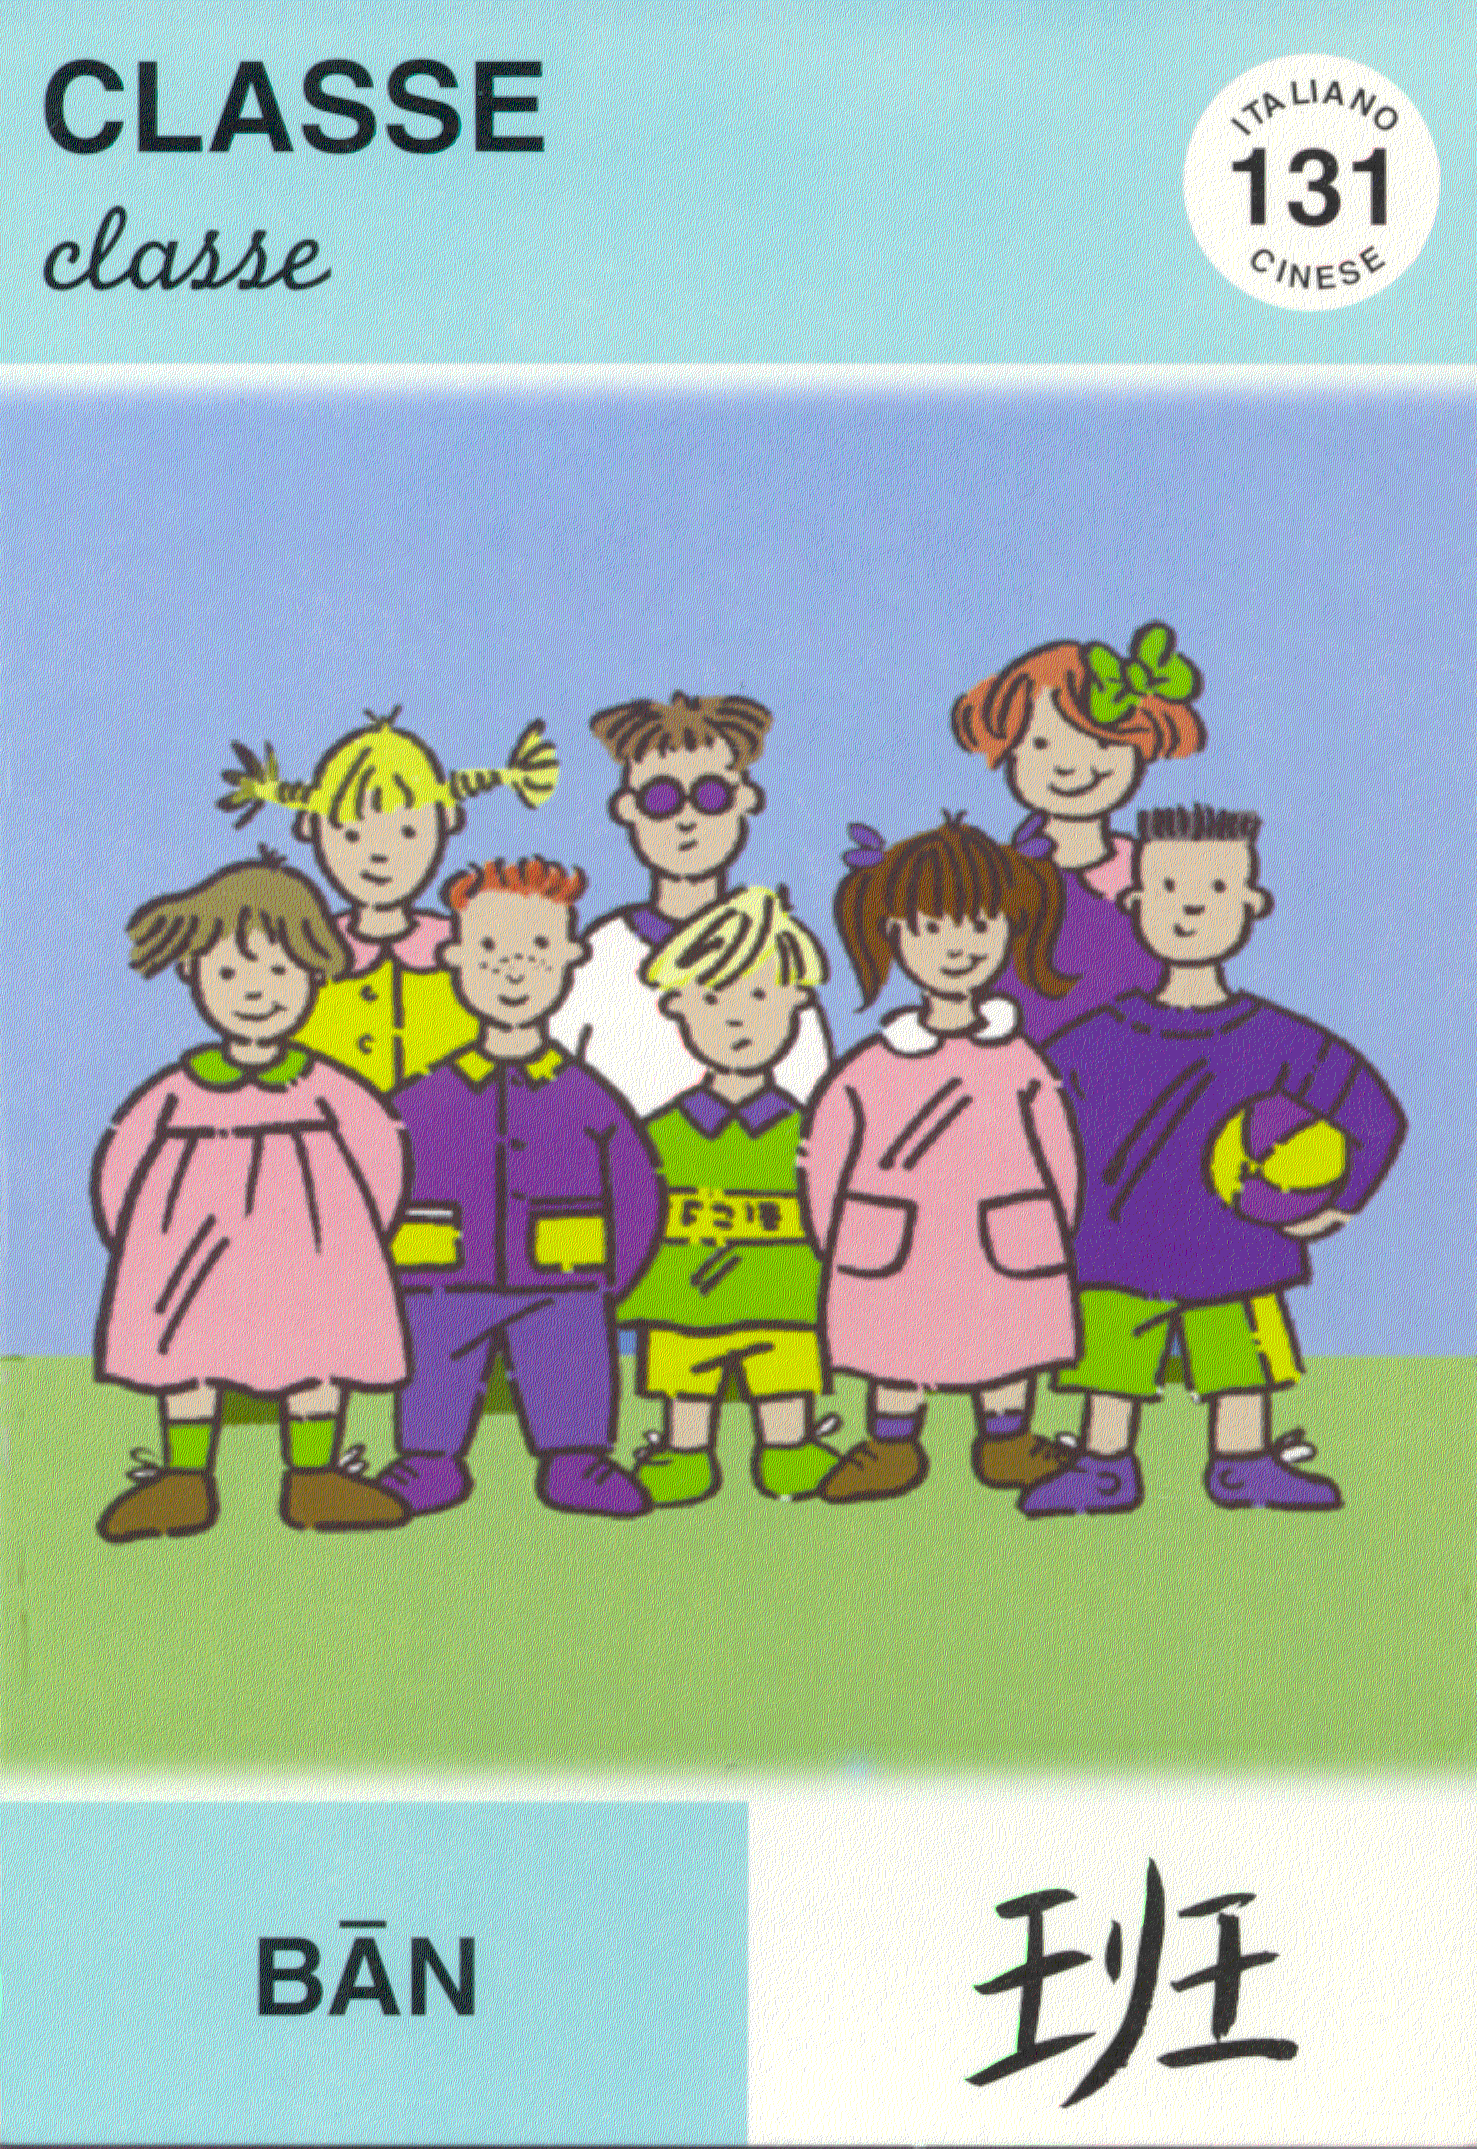 CLASSE
classe
ITALIANO
131
CINESE
BĀN
班